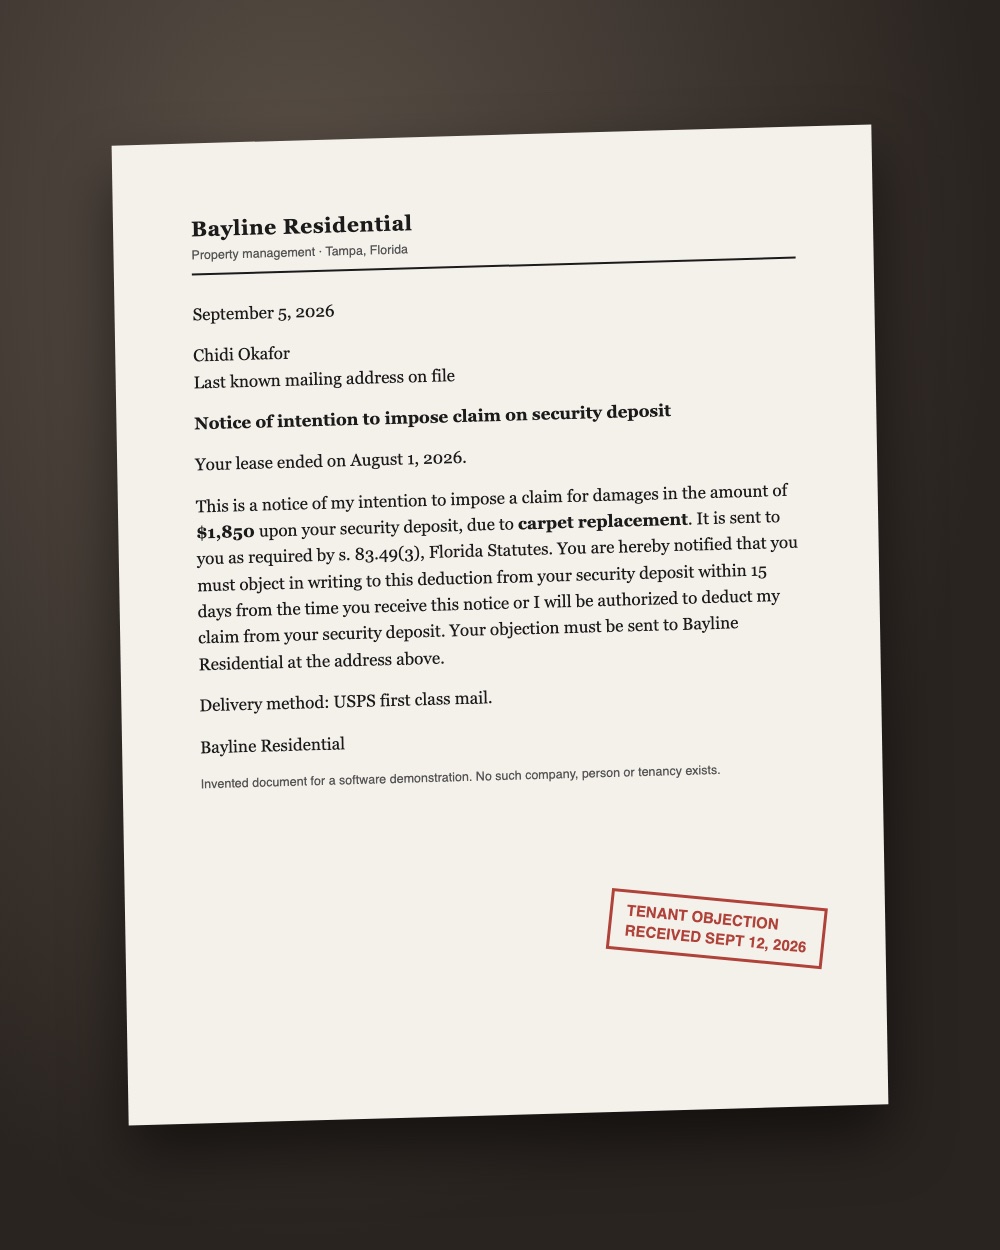 Bayline Residential
Property management · Tampa, Florida
September 5, 2026
Chidi Okafor
Last known mailing address on file
Notice of intention to impose claim on security deposit
Your lease ended on August 1, 2026.
This is a notice of my intention to impose a claim for damages in the amount of
$1,850 upon your security deposit, due to carpet replacement. It is sent to
you as required by s. 83.49(3), Florida Statutes. You are hereby notified that you
must object in writing to this deduction from your security deposit within 15
days from the time you receive this notice or I will be authorized to deduct my
claim from your security deposit. Your objection must be sent to Bayline
Residential at the address above.
Delivery method: USPS first class mail.
Bayline Residential
Invented document for a software demonstration. No such company, person or tenancy exists.
TENANT OBJECTION
RECEIVED SEPT 12, 2026